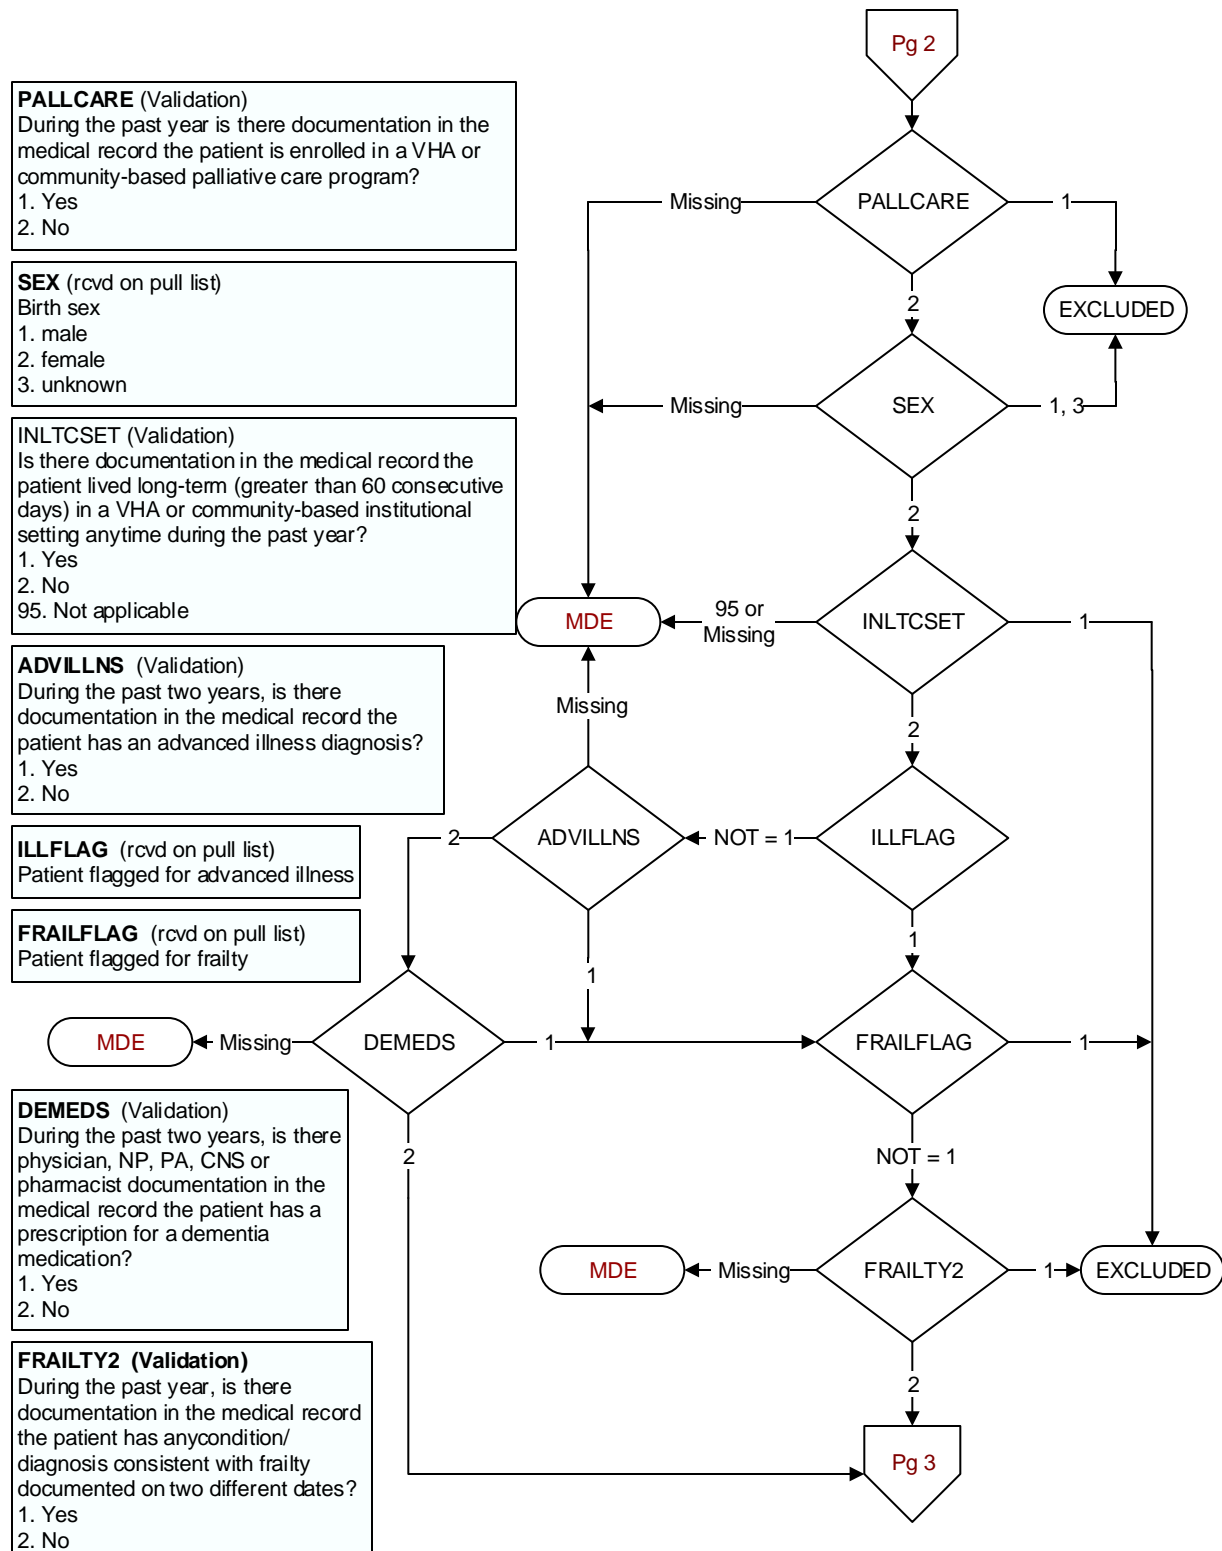 Pg 2
PALLCARE (Validation)
During the past year is there documentation in the
medical record the patient is enrolled in a VHA or
community-based palliative care program?
1. Yes
2. No
Missing
PALLCARE
1
2
EXCLUDED
SEX (rcvd on pull list)
Birth sex
1. male
2. female
3. unknown
Missing
SEX
1, 3
2
INLTCSET (Validation)
Is there documentation in the medical record the
patient lived long-term (greater than 60 consecutive
days) in a VHA or community-based institutional
setting anytime during the past year?
1. Yes
2. No
95. Not applicable
MDE
95 or
Missing
INLTCSET
1
2
ADVILLNS (Validation)
During the past two years, is there
documentation in the medical record the
patient has an advanced illness diagnosis?
1. Yes
2. No
Missing
2
ADVILLNS
NOT = 1
ILLFLAG
1
1
ILLFLAG (rcvd on pull list)
Patient flagged for advanced illness
FRAILFLAG (rcvd on pull list)
Patient flagged for frailty
MDE
Missing
DEMEDS
1
FRAILFLAG
1
2
NOT = 1
DEMEDS (Validation)
During the past two years, is there
physician, NP, PA, CNS or
pharmacist documentation in the
medical record the patient has a
prescription for a dementia
medication?
1. Yes
2. No
MDE
Missing
FRAILTY2
1
EXCLUDED
2
FRAILTY2 (Validation)
During the past year, is there
documentation in the medical record
the patient has anycondition/
diagnosis consistent with frailty
documented on two different dates?
1. Yes
2. No
Pg 3